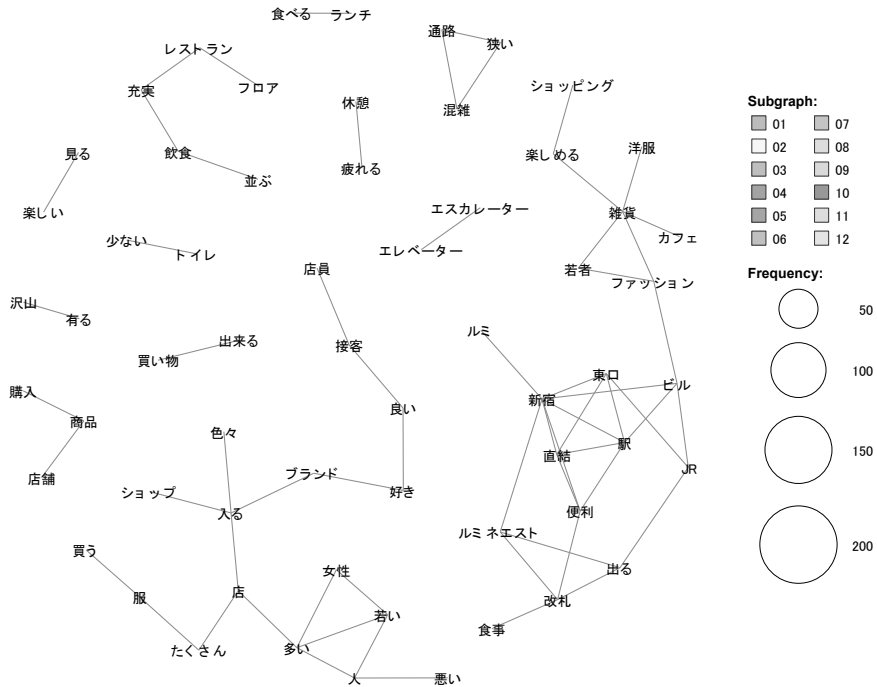 食べる
ランチ
通路
狭い
レストラン
フロア
充実
休憩
混雑
ショッピング
見る
飲食
並ぶ
疲れる
楽しめる
洋服
楽しい
エスカレーター
雑貨
少ない
トイレ
エレベーター
カフェ
店員
若者
ファッション
沢山
有る
出来る
買い物
接客
ルミ
東口
ビル
購入
商品
良い
新宿
色々
直結
駅
JR
店舗
ショップ
ブランド
好き
入る
便利
ルミネエスト
買う
服
店
女性
出る
若い
改札
食事
たくさん
多い
人
悪い
Subgraph:
01
02
03
04
05
06
07
08
09
10
11
12
Frequency:
50
100
150
200